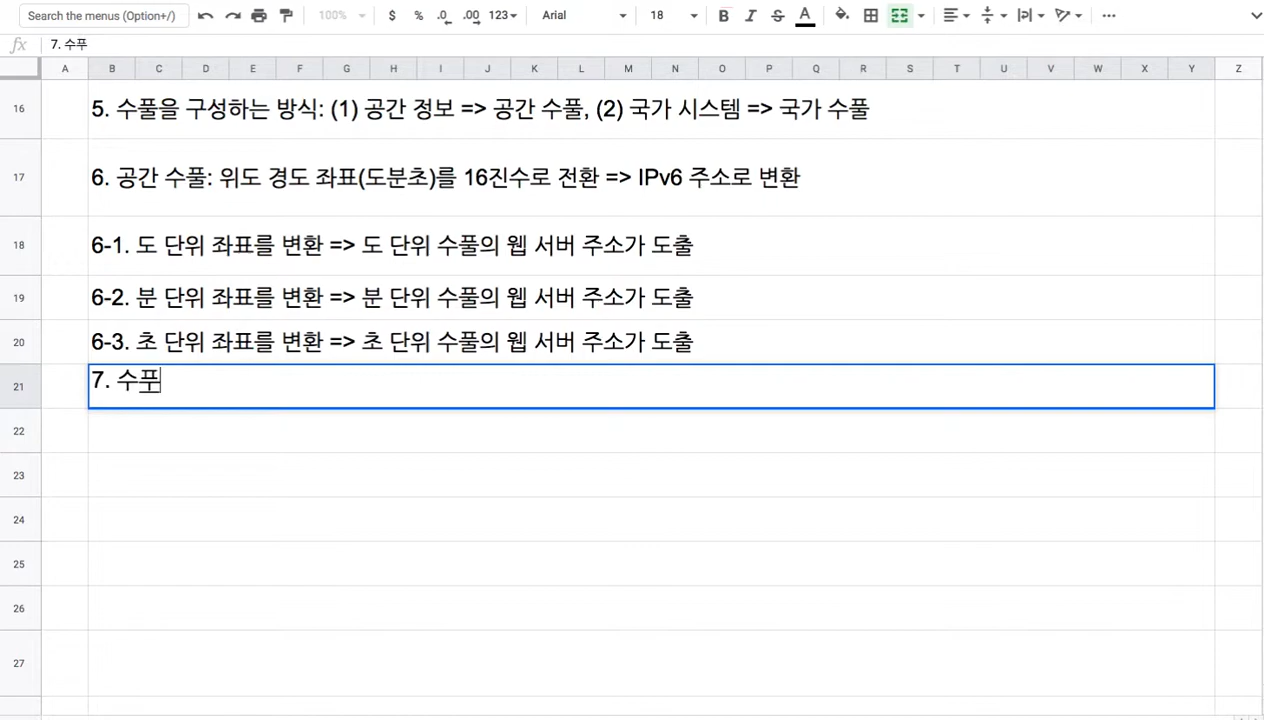 Search the menus (Option+/) 100% $ % .0 .00 123 Arial 18 B I S A
fx 7. 수푸
A B C D E F G H I J K L M N O P Q R S T U V W X Y Z
16 5. 수풀을 구성하는 방식: (1) 공간 정보 => 공간 수풀, (2) 국가 시스템 => 국가 수풀
17 6. 공간 수풀: 위도 경도 좌표(도분초)를 16진수로 전환 => IPv6 주소로 변환
18 6-1. 도 단위 좌표를 변환 => 도 단위 수풀의 웹 서버 주소가 도출
19 6-2. 분 단위 좌표를 변환 => 분 단위 수풀의 웹 서버 주소가 도출
20 6-3. 초 단위 좌표를 변환 => 초 단위 수풀의 웹 서버 주소가 도출
21 7. 수푸
22
23
24
25
26
27